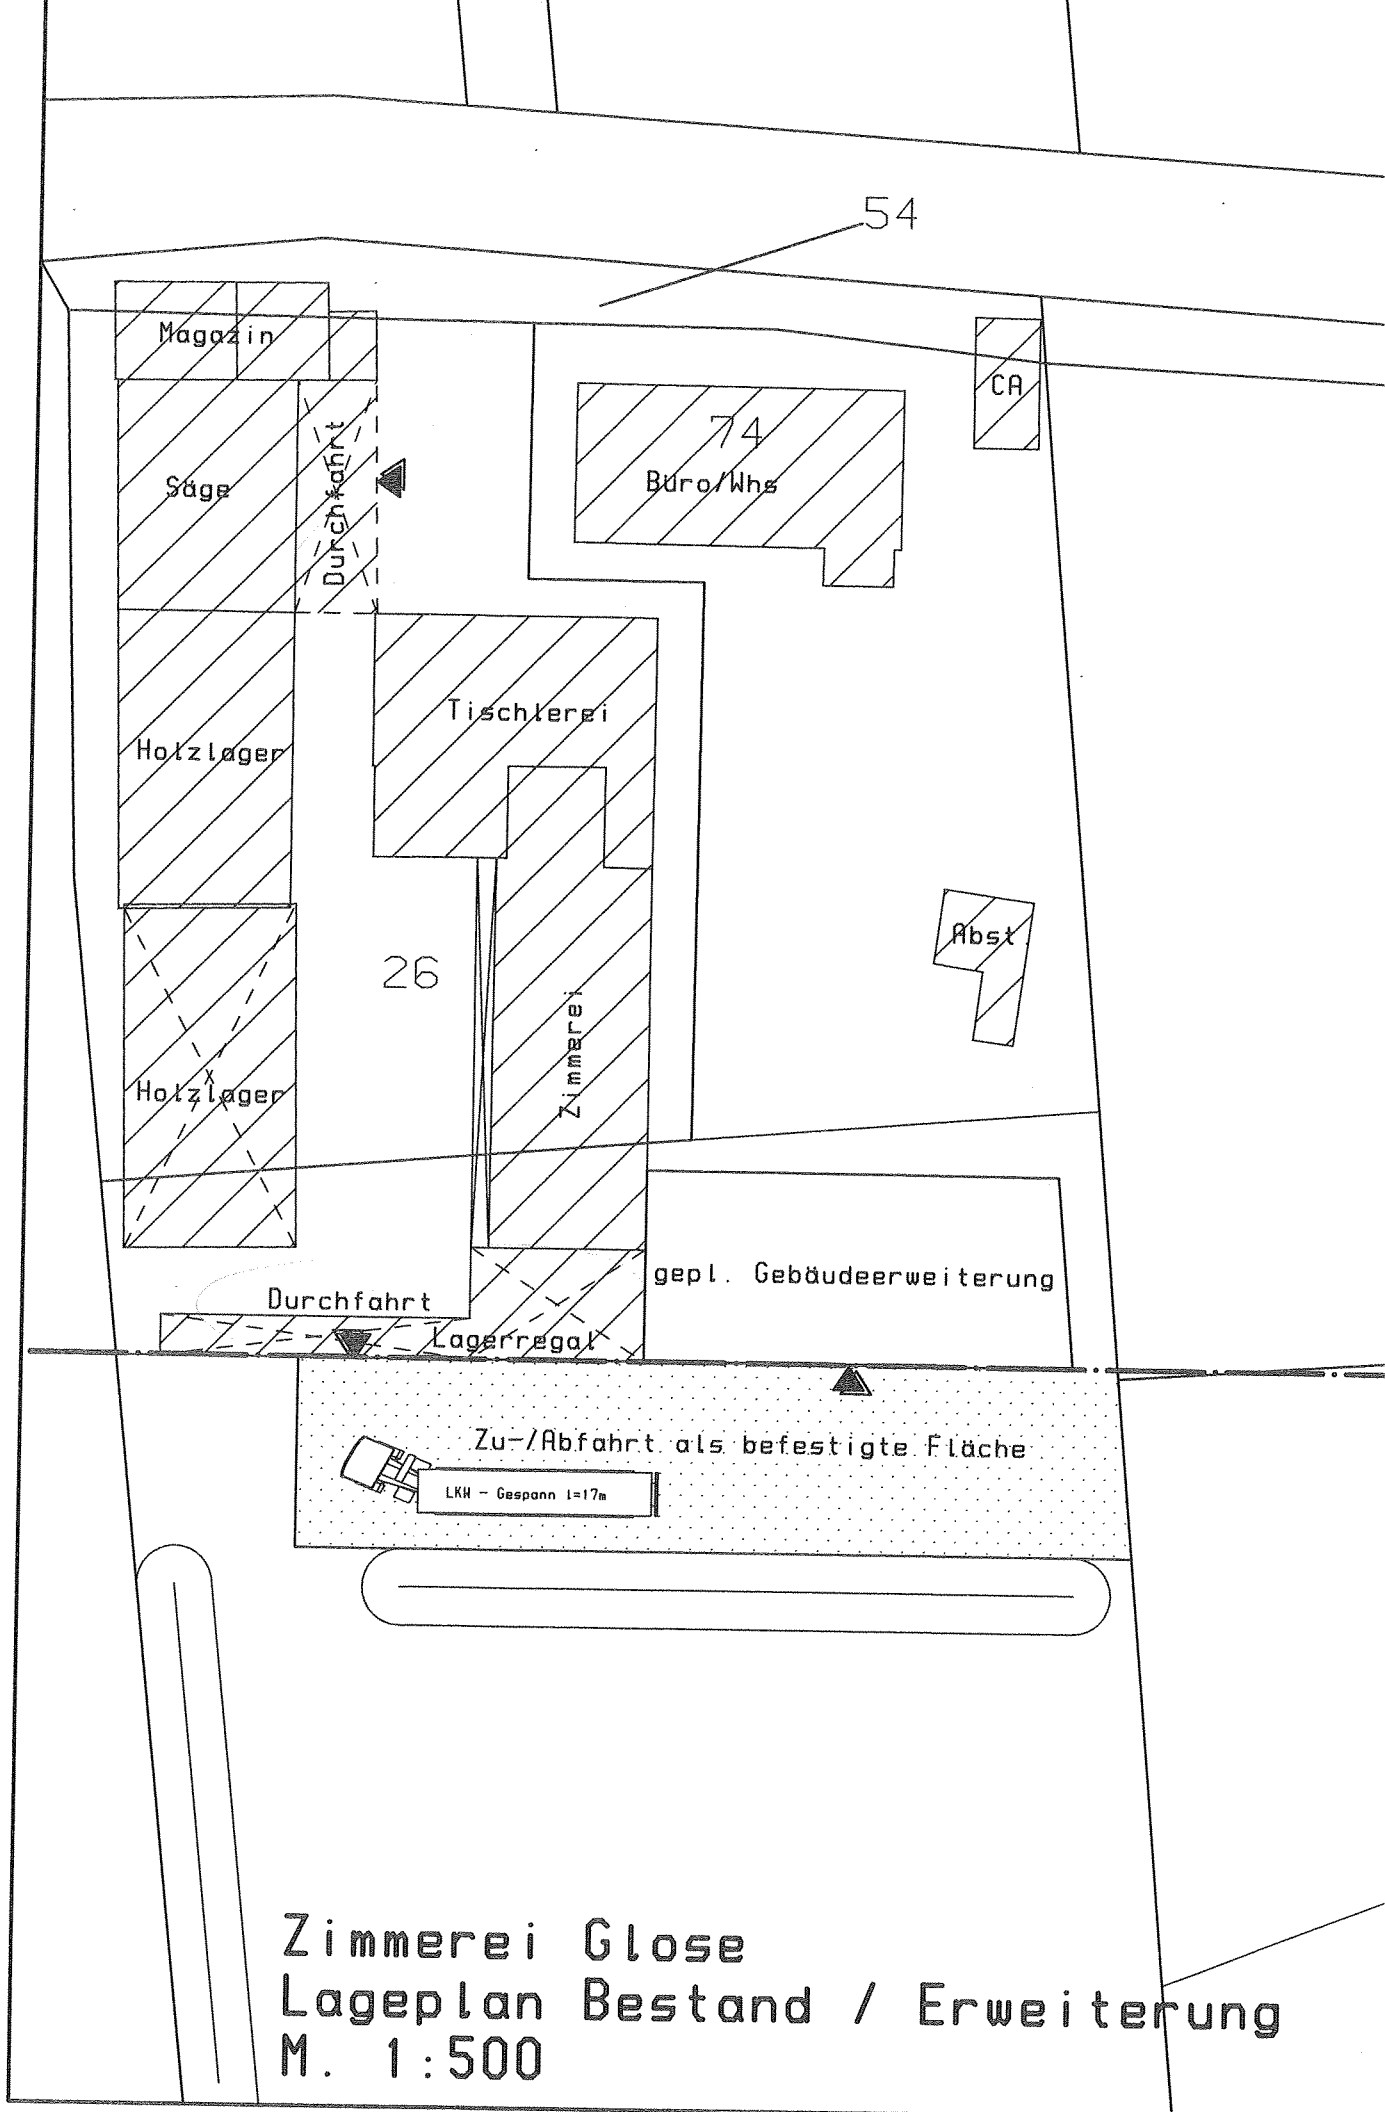 54
Magazin
CA
74
Büro/Whs
Säge
Durchfahrt
Tischlerei
Holzlager
Abst.
26
Zimmerei
Holzlager
gepl. Gebäudeerweiterung
Durchfahrt
Lagerregal
Zu-/Abfahrt als befestigte Fläche
LKW - Gespann l=17m
Zimmerei Glose
Lageplan Bestand / Erweiterung
M. 1:500